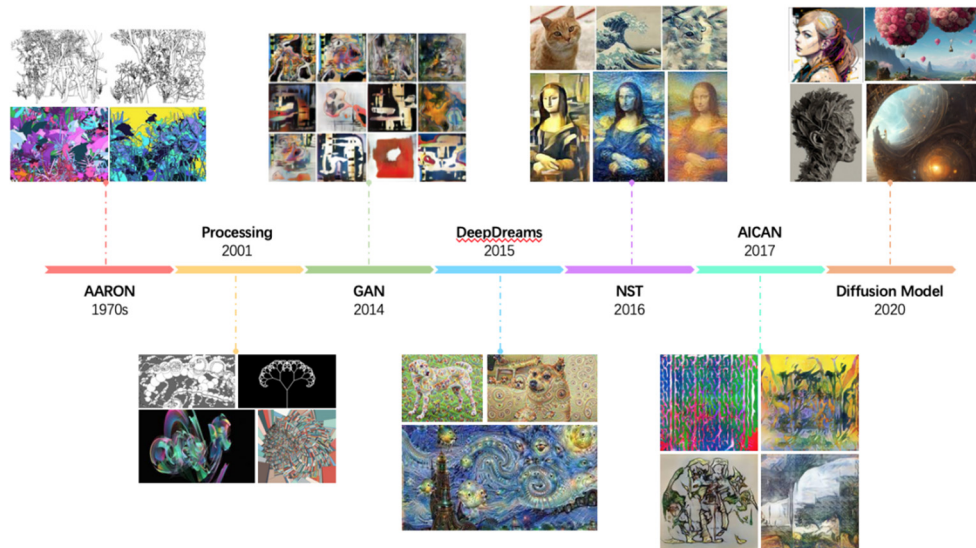 Processing
2001
DeepDreams
2015
AICAN
2017
AARON
1970s
GAN
2014
NST
2016
Diffusion Model
2020